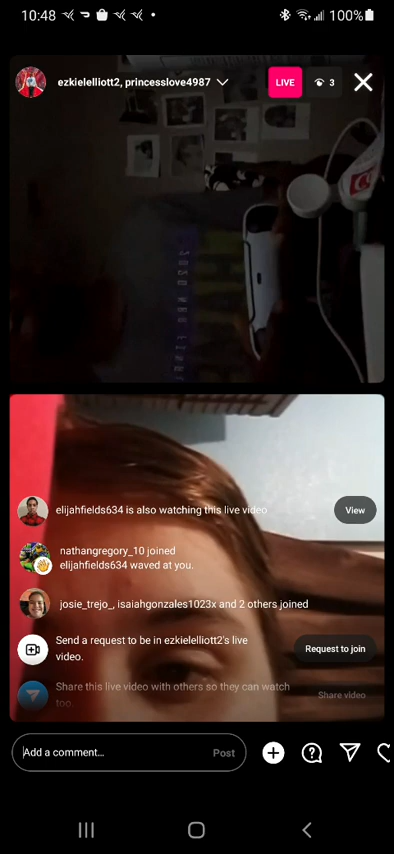 10:48
100%
ezkielelliott2, princesslove4987
LIVE
3
elijahfields634 is also watching this live video
View
nathangregory_10 joined
elijahfields634 waved at you.
josie_trejo_, isaiahgonzales1023x and 2 others joined
Send a request to be in ezkielelliott2's live
video.
Request to join
Share this live video with others so they can watch
too.
Share video
Add a comment...
Post